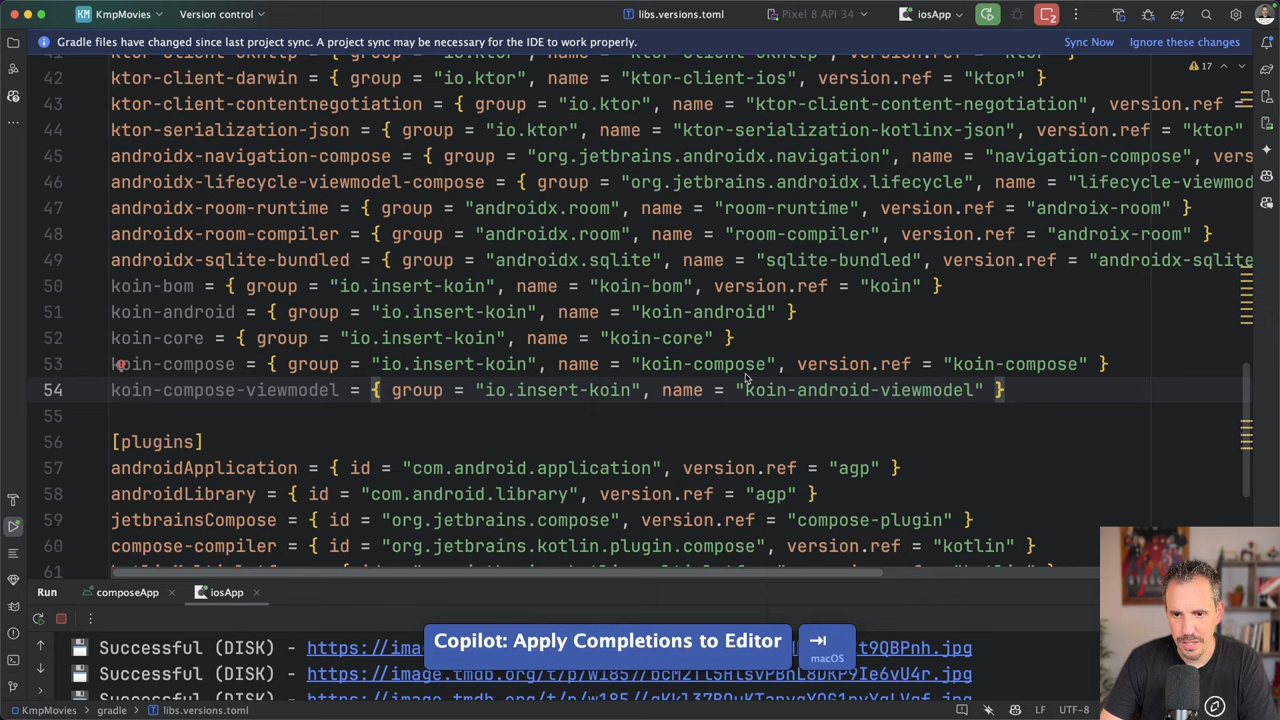 KM KmpMovies Version control libs.versions.toml Pixel 8 API 34 iosApp 2
Gradle files have changed since last project sync. A project sync may be necessary for the IDE to work properly. Sync Now Ignore these changes
17
42 ktor-client-darwin = { group = "io.ktor", name = "ktor-client-ios", version.ref = "ktor" }
43 ktor-client-contentnegotiation = { group = "io.ktor", name = "ktor-client-content-negotiation", version.ref =
44 ktor-serialization-json = { group = "io.ktor", name = "ktor-serialization-kotlinx-json", version.ref = "ktor" }
45 androidx-navigation-compose = { group = "org.jetbrains.androidx.navigation", name = "navigation-compose", vers
46 androidx-lifecycle-viewmodel-compose = { group = "org.jetbrains.androidx.lifecycle", name = "lifecycle-viewmod
47 androidx-room-runtime = { group = "androidx.room", name = "room-runtime", version.ref = "androix-room" }
48 androidx-room-compiler = { group = "androidx.room", name = "room-compiler", version.ref = "androix-room" }
49 androidx-sqlite-bundled = { group = "androidx.sqlite", name = "sqlite-bundled", version.ref = "androidx-sqlite
50 koin-bom = { group = "io.insert-koin", name = "koin-bom", version.ref = "koin" }
51 koin-android = { group = "io.insert-koin", name = "koin-android" }
52 koin-core = { group = "io.insert-koin", name = "koin-core" }
53 koin-compose = { group = "io.insert-koin", name = "koin-compose", version.ref = "koin-compose" }
54 koin-compose-viewmodel = { group = "io.insert-koin", name = "koin-android-viewmodel" }
55
56 [plugins]
57 androidApplication = { id = "com.android.application", version.ref = "agp" }
58 androidLibrary = { id = "com.android.library", version.ref = "agp" }
59 jetbrainsCompose = { id = "org.jetbrains.compose", version.ref = "compose-plugin" }
60 compose-compiler = { id = "org.jetbrains.kotlin.plugin.compose", version.ref = "kotlin" }
61
Run composeApp iosApp
Copilot: Apply Completions to Editor
macOS
Successful (DISK) - https://ima t9QBPnh.jpg
Successful (DISK) -
KmpMovies gradle libs.versions.toml LF UTF-8